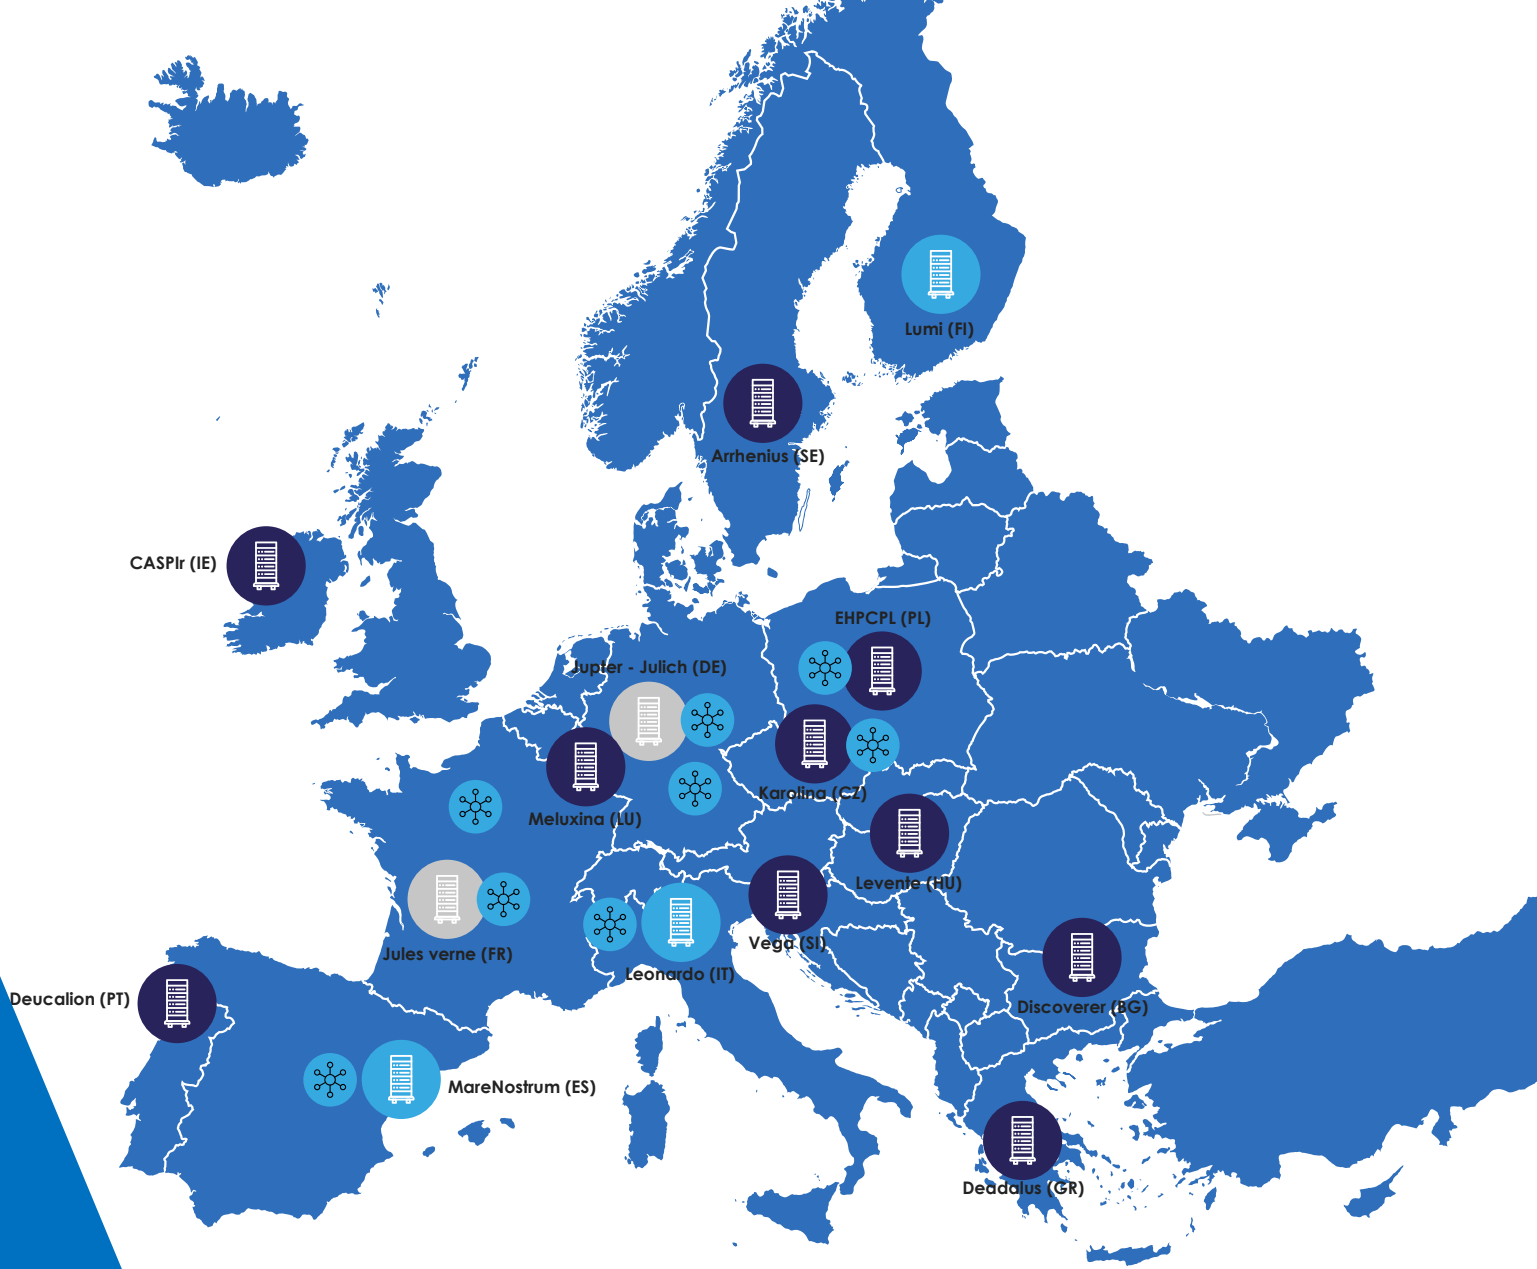 Lumi (FI)
Arrhenius (SE)
CASPIr (IE)
EHPCPL (PL)
Jupter - Julich (DE)
Karolina (CZ)
Meluxina (LU)
Levente (HU)
Vega (SI)
Jules verne (FR)
Leonardo (IT)
Deucalion (PT)
Discoverer (BG)
MareNostrum (ES)
Deadalus (GR)